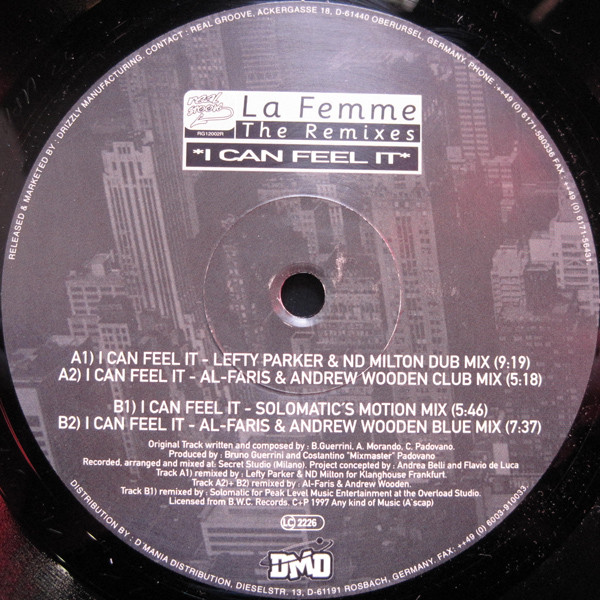 RELEASED & MARKETED BY : DRIZZLY MANUFACTURING. CONTACT : REAL GROOVE, ACKERGASSE 18, D-61440 OBERURSEL, GERMANY, PHONE :++49 (0) 6171-580336 FAX : ++49 (0) 6171-56431.
real groove
RG12002R
La Femme
The Remixes
*I CAN FEEL IT*
A1) I CAN FEEL IT - LEFTY PARKER & ND MILTON DUB MIX (9:19)
A2) I CAN FEEL IT - AL-FARIS & ANDREW WOODEN CLUB MIX (5:18)
B1) I CAN FEEL IT - SOLOMATIC'S MOTION MIX (5:46)
B2) I CAN FEEL IT - AL-FARIS & ANDREW WOODEN BLUE MIX (7:37)
Original Track written and composed by : B.Guerrini, A. Morando, C. Padovano.
Produced by : Bruno Guerrini and Costantino "Mixmaster" Padovano
Recorded, arranged and mixed at: Secret Studio (Milano). Project concepted by : Andrea Belli and Flavio de Luca
Track A1) remixed by : Lefty Parker & ND Milton for Klanghouse Frankfurt.
Track A2)+ B2) remixed by : Al-Faris & Andrew Wooden.
Track B1) remixed by : Solomatic for Peak Level Music Entertainment at the Overload Studio.
Licensed from B.W.C. Records. C+P 1997 Any kind of Music (A`scap)
LC 2226
DMD
DISTRIBUTION BY : D'MANIA DISTRIBUTION, DIESELSTR. 13, D-61191 ROSBACH, GERMANY. FAX: ++49 (0) 6003-910033.